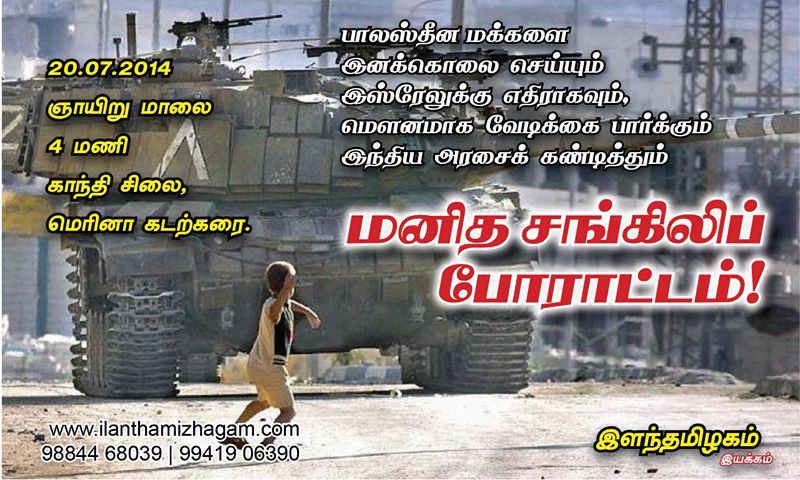 20.07.2014
ஞாயிறு மாலை
4 மணி
காந்தி சிலை,
மெரினா கடற்கரை.
பாலஸ்தீன மக்களை
இனக்கொலை செய்யும்
இஸ்ரேலுக்கு எதிராகவும்,
மௌனமாக வேடிக்கை பார்க்கும்
இந்திய அரசைக் கண்டித்தும்
மனித சங்கிலிப்
போராட்டம்!
www.ilanthamizhagam.com
98844 68039 | 99419 06390
இளந்தமிழகம்
இயக்கம்